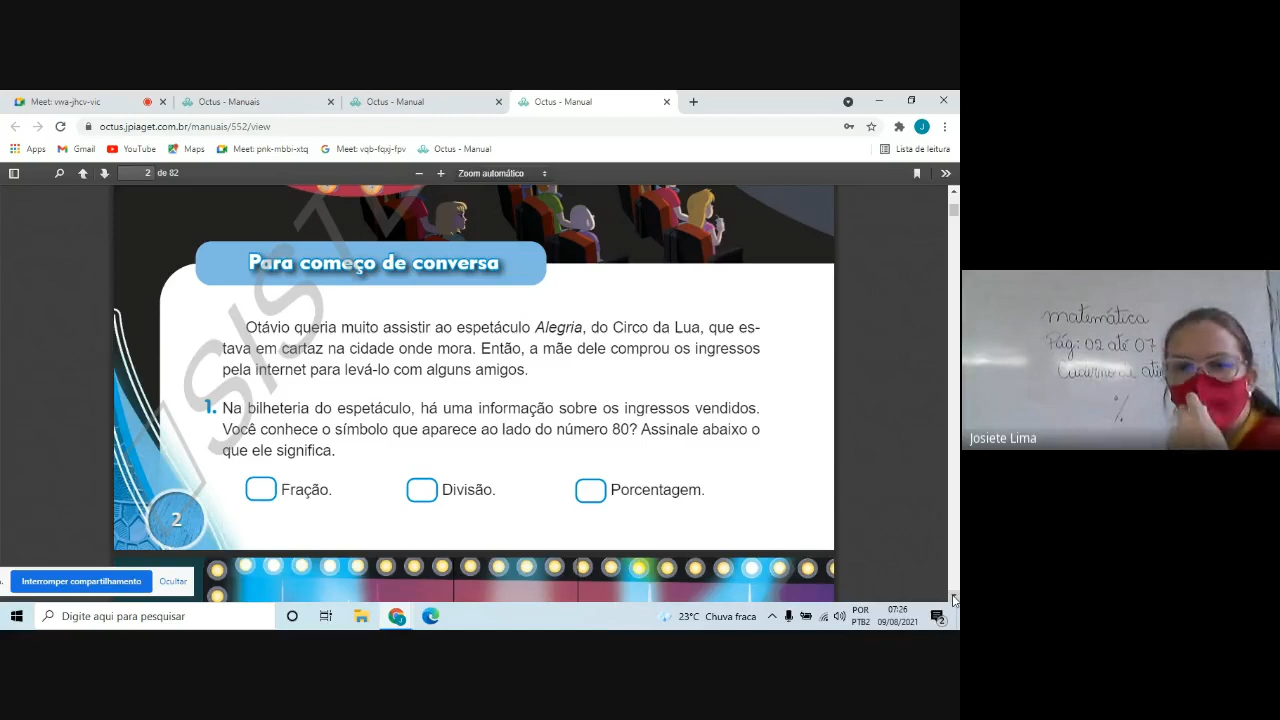 Meet: vwa-jhcv-vic
Octus - Manuais
Octus - Manual
Octus - Manual
octus.jpiaget.com.br/manuais/552/view
Apps
Gmail
YouTube
Maps
Meet: pnk-mbbi-xtq
Meet: vqb-fqxj-fpv
Octus - Manual
Lista de leitura
2 de 82
Zoom automático
Para começo de conversa
Otávio queria muito assistir ao espetáculo Alegria, do Circo da Lua, que es-
tava em cartaz na cidade onde mora. Então, a mãe dele comprou os ingressos
pela internet para levá-lo com alguns amigos.
1. Na bilheteria do espetáculo, há uma informação sobre os ingressos vendidos.
Você conhece o símbolo que aparece ao lado do número 80? Assinale abaixo o
que ele significa.
Fração.
Divisão.
Porcentagem.
2
matemática
Pág: 02 até 07
Caderno de
%
Josiete Lima
Interromper compartilhamento
Ocultar
Digite aqui para pesquisar
23°C Chuva fraca
POR
PTB2
07:26
09/08/2021
2